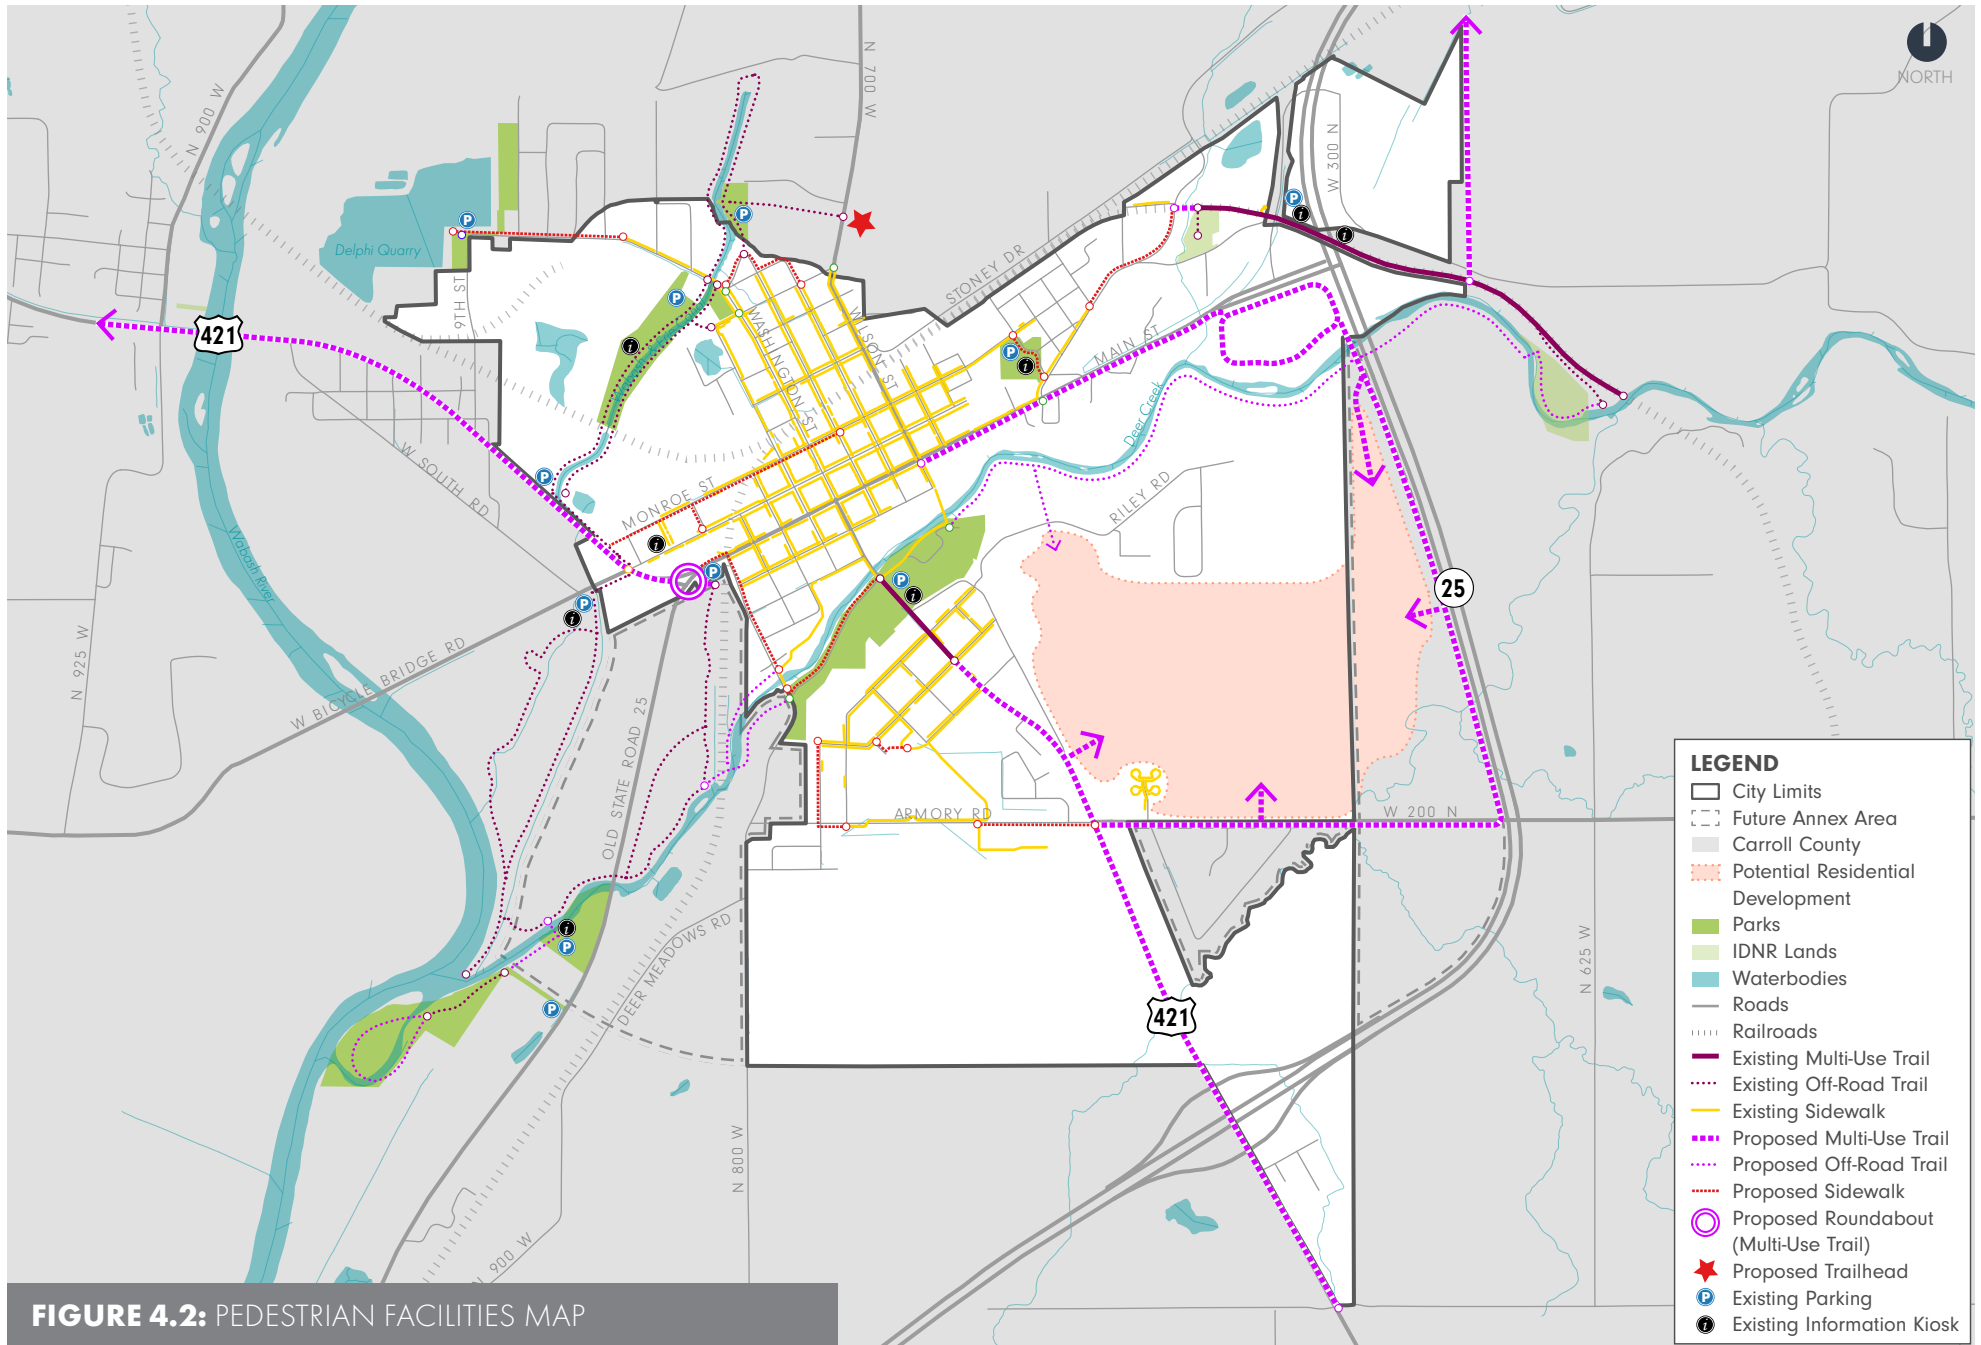 NORTH
N 700 W
N 900 W
W 300 N
Delphi Quarry
9TH ST
STONEY DR
421
WASHINGTON ST
WILSON ST
MAIN ST
Deer Creek
W SOUTH RD
MONROE ST
RILEY RD
Wabash River
25
N 925 W
W BICYCLE BRIDGE RD
OLD STATE ROAD 25
ARMORY RD
W 200 N
DEER MEADOWS RD
N 625 W
421
N 800 W
N 900 W
LEGEND
City Limits
Future Annex Area
Carroll County
Potential Residential
Development
Parks
IDNR Lands
Waterbodies
Roads
Railroads
Existing Multi-Use Trail
Existing Off-Road Trail
Existing Sidewalk
Proposed Multi-Use Trail
Proposed Off-Road Trail
Proposed Sidewalk
Proposed Roundabout
(Multi-Use Trail)
Proposed Trailhead
P Existing Parking
i Existing Information Kiosk
FIGURE 4.2: PEDESTRIAN FACILITIES MAP